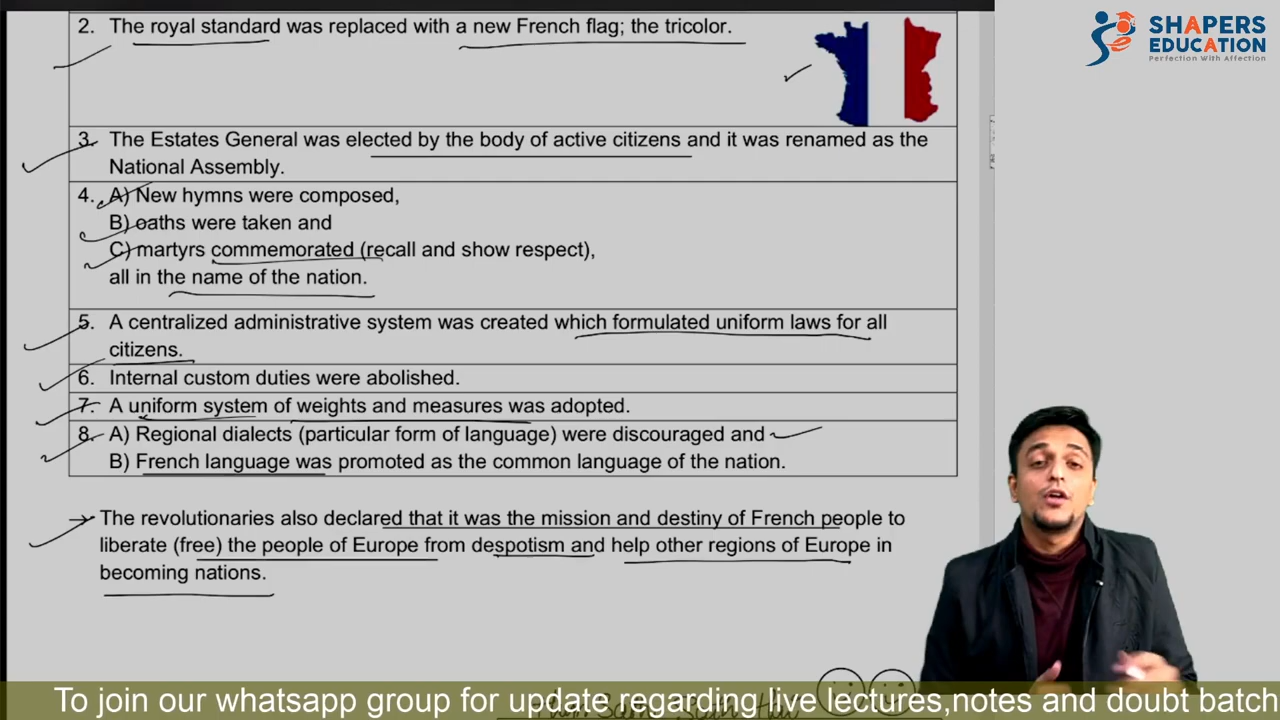 2. The royal standard was replaced with a new French flag; the tricolor.
3. The Estates General was elected by the body of active citizens and it was renamed as the
National Assembly.
4. A) New hymns were composed,
B) oaths were taken and
C) martyrs commemorated (recall and show respect),
all in the name of the nation.
5. A centralized administrative system was created which formulated uniform laws for all
citizens.
6. Internal custom duties were abolished.
7. A uniform system of weights and measures was adopted.
8. A) Regional dialects (particular form of language) were discouraged and
B) French language was promoted as the common language of the nation.
The revolutionaries also declared that it was the mission and destiny of French people to
liberate (free) the people of Europe from despotism and help other regions of Europe in
becoming nations.
SHAPERS
EDUCATION
Perfection With Affection
To join our whatsapp group for update regarding live lectures,notes and doubt batch